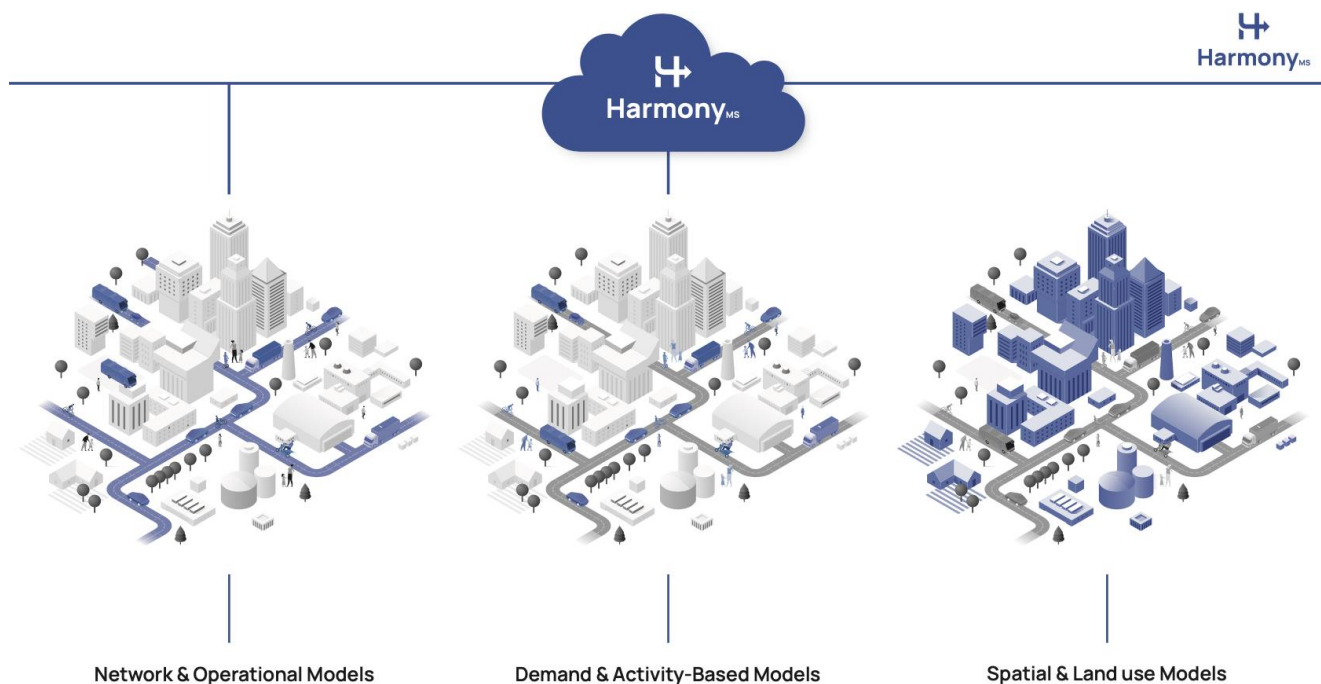 Harmony MS
Harmony MS
Network & Operational Models
Demand & Activity-Based Models
Spatial & Land use Models